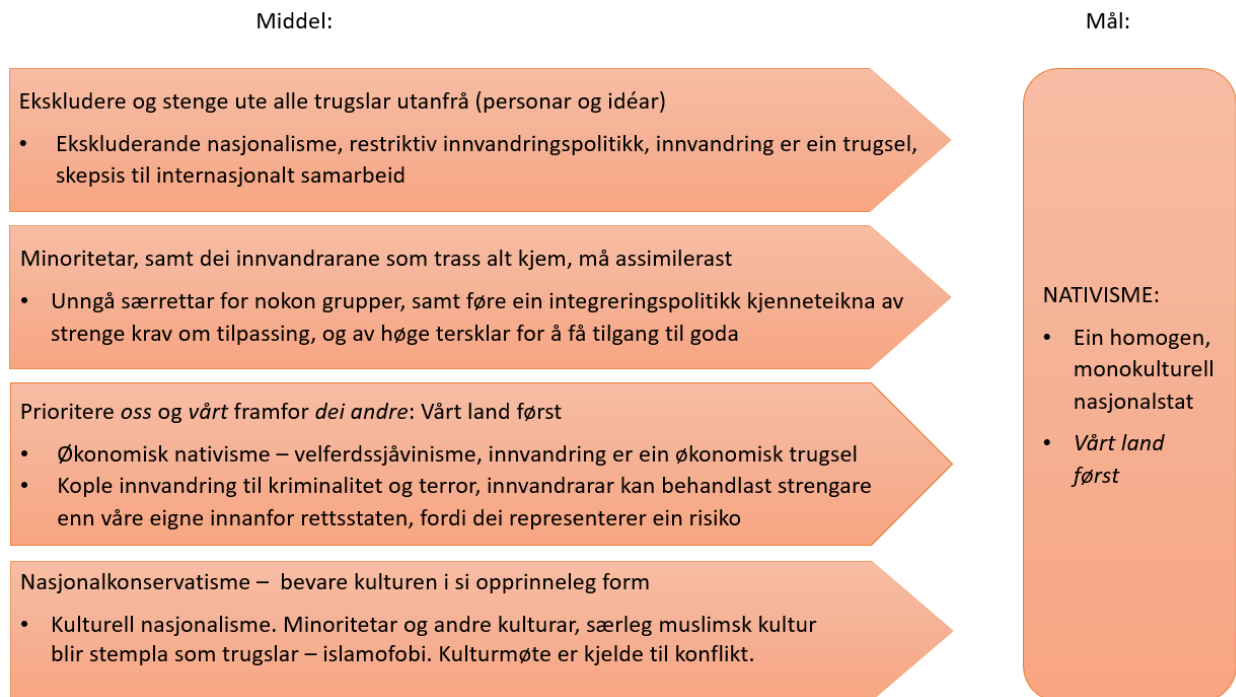 Middel:
Mål:
Ekskludere og stenge ute alle trugslar utanfrå (personar og idéar)
• Ekskluderande nasjonalisme, restriktiv innvandringspolitikk, innvandring er ein trugsel,
skepsis til internasjonalt samarbeid
Minoritetar, samt dei innvandrarane som trass alt kjem, må assimilerast
• Unngå særrettar for nokon grupper, samt føre ein integreringspolitikk kjenneteikna av
strenge krav om tilpassing, og av høge tersklar for å få tilgang til goda
Prioritere oss og vårt framfor dei andre: Vårt land først
• Økonomisk nativisme – velferdssjåvinisme, innvandring er ein økonomisk trugsel
• Kople innvandring til kriminalitet og terror, innvandrarar kan behandlast strengare
enn våre eigne innanfor rettsstaten, fordi dei representerer ein risiko
Nasjonalkonservatisme – bevare kulturen i si opprinneleg form
• Kulturell nasjonalisme. Minoritetar og andre kulturar, særleg muslimsk kultur
blir stempla som trugslar – islamofobi. Kulturmøte er kjelde til konflikt.
NATIVISME:
• Ein homogen,
monokulturell
nasjonalstat
• Vårt land
først